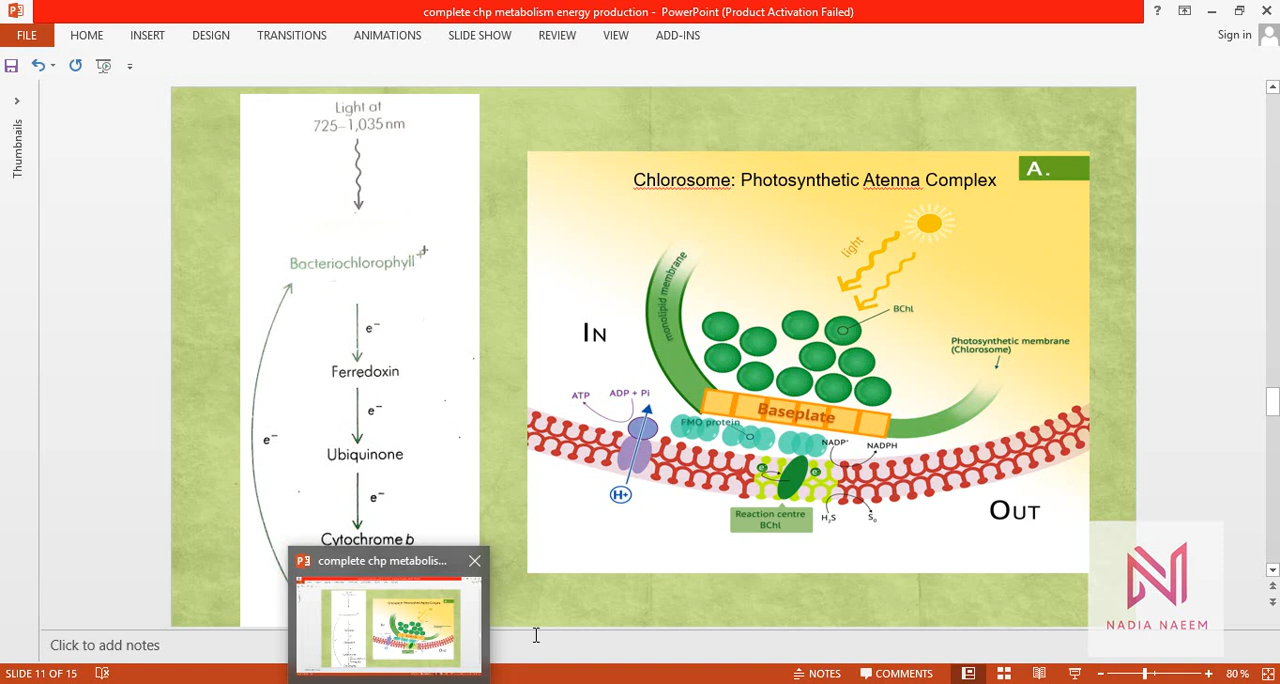 complete chp metabolism energy production - PowerPoint (Product Activation Failed)
?
FILE HOME INSERT DESIGN TRANSITIONS ANIMATIONS SLIDE SHOW REVIEW VIEW ADD-INS
Sign in
Thumbnails
Light at
725–1,035 nm
Bacteriochlorophyll
e⁻
Ferredoxin
e⁻
Ubiquinone
e⁻
e⁻
Cytochrome b
Chlorosome: Photosynthetic Atenna Complex
A.
light
monolipid membrane
BChl
IN
Photosynthetic membrane
(Chlorosome)
ATP
ADP + Pi
Baseplate
FMO protein
NADP⁺
NADPH
e
e
H+
Reaction centre
BChl
H₂S
S₀
OUT
complete chp metabolis...
N
NADIA NAEEM
Click to add notes
SLIDE 11 OF 15
NOTES
COMMENTS
80 %